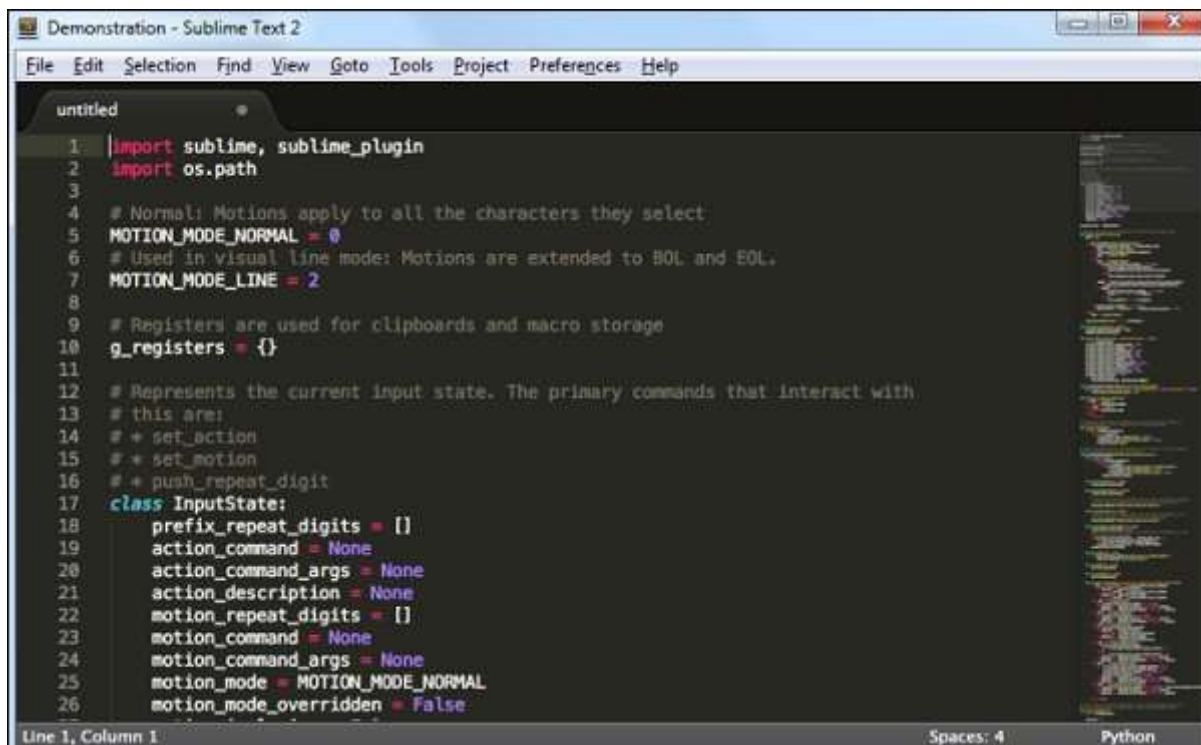 Demonstration - Sublime Text 2
File Edit Selection Find View Goto Tools Project Preferences Help
untitled
1 import sublime, sublime_plugin
2 import os.path
3
4 # Normal: Motions apply to all the characters they select
5 MOTION_MODE_NORMAL = 0
6 # Used in visual line mode: Motions are extended to BOL and EOL.
7 MOTION_MODE_LINE = 2
8
9 # Registers are used for clipboards and macro storage
10 g_registers = {}
11
12 # Represents the current input state. The primary commands that interact with
13 # this are:
14 # * set_action
15 # * set_motion
16 # * push_repeat_digit
17 class InputState:
18 prefix_repeat_digits = []
19 action_command = None
20 action_command_args = None
21 action_description = None
22 motion_repeat_digits = []
23 motion_command = None
24 motion_command_args = None
25 motion_mode = MOTION_MODE_NORMAL
26 motion_mode_overridden = False
Line 1, Column 1 Spaces: 4 Python